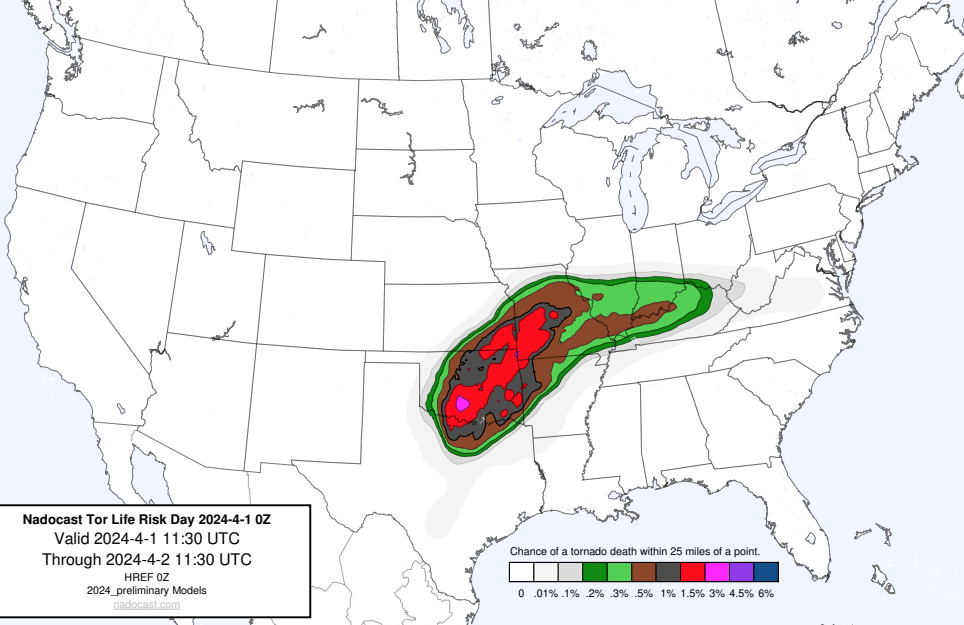 Nadocast Tor Life Risk Day 2024-4-1 0Z
Valid 2024-4-1 11:30 UTC
Through 2024-4-2 11:30 UTC
HREF 0Z
2024_preliminary Models
nadocast.com
Chance of a tornado death within 25 miles of a point.
0 .01% .1% .2% .3% .5% 1% 1.5% 3% 4.5% 6%